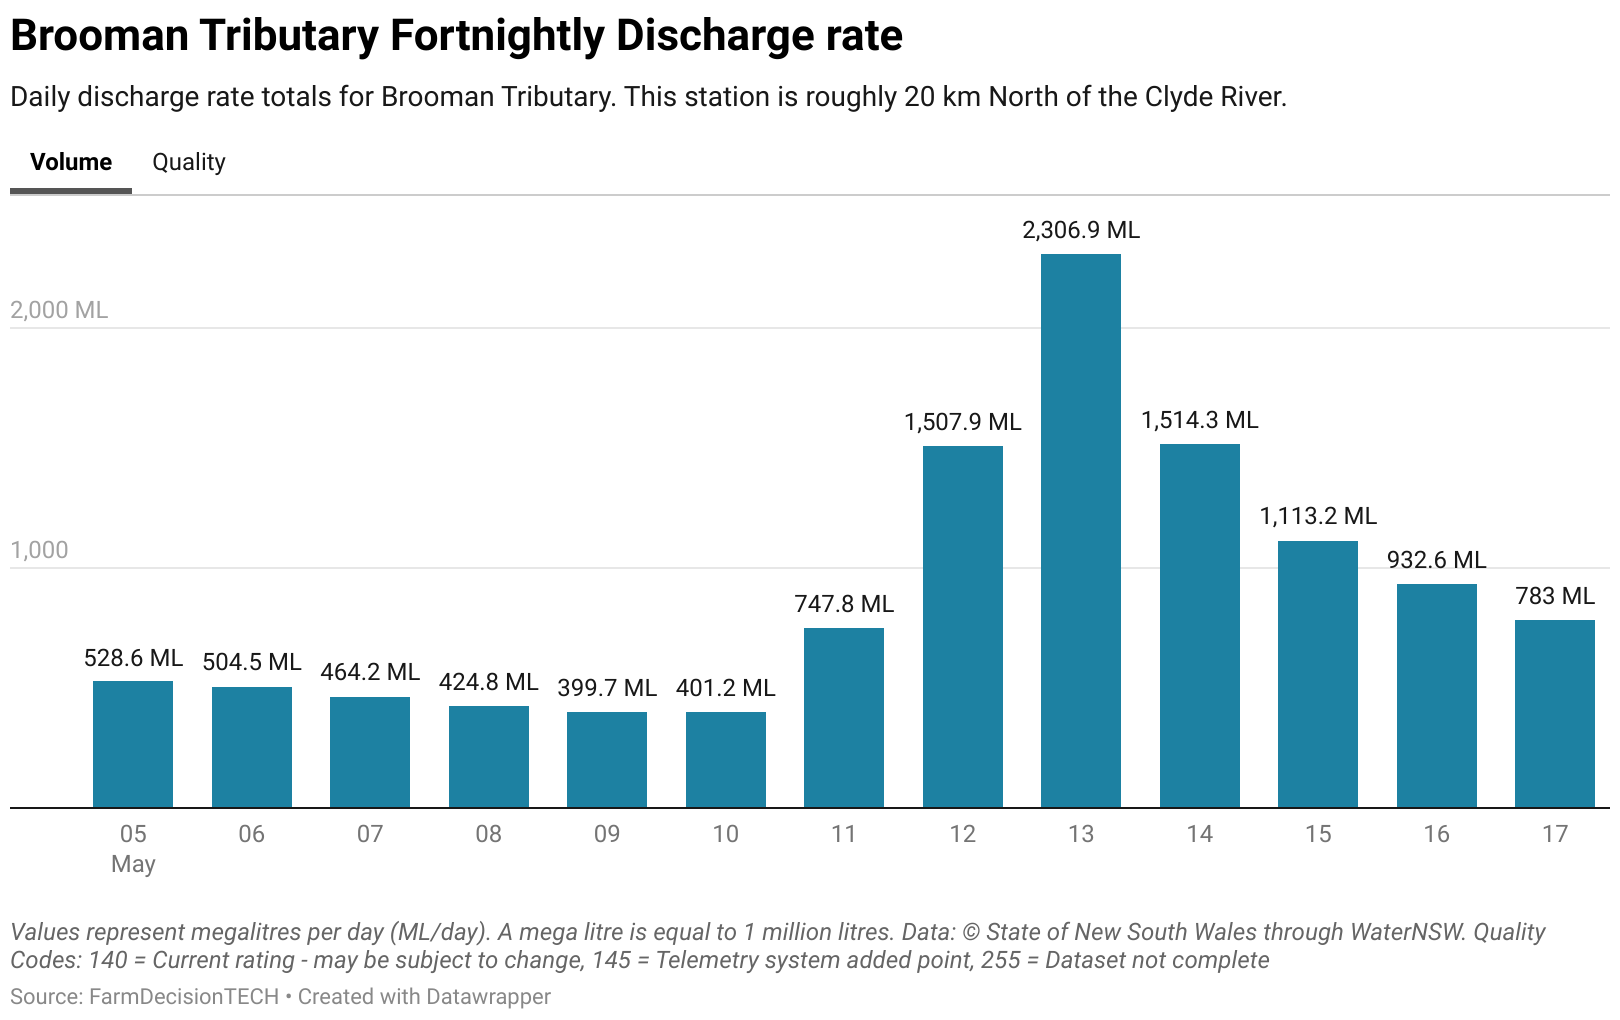 Brooman Tributary Fortnightly Discharge rate
Daily discharge rate totals for Brooman Tributary. This station is roughly 20 km North of the Clyde River.
Volume Quality
2,306.9 ML
2,000 ML
1,507.9 ML 1,514.3 ML
1,113.2 ML
1,000
932.6 ML
747.8 ML 783 ML
528.6 ML 504.5 ML 464.2 ML 424.8 ML 399.7 ML 401.2 ML
05 06 07 08 09 10 11 12 13 14 15 16 17
May
Values represent megalitres per day (ML/day). A mega litre is equal to 1 million litres. Data: © State of New South Wales through WaterNSW. Quality
Codes: 140 = Current rating - may be subject to change, 145 = Telemetry system added point, 255 = Dataset not complete
Source: FarmDecisionTECH • Created with Datawrapper